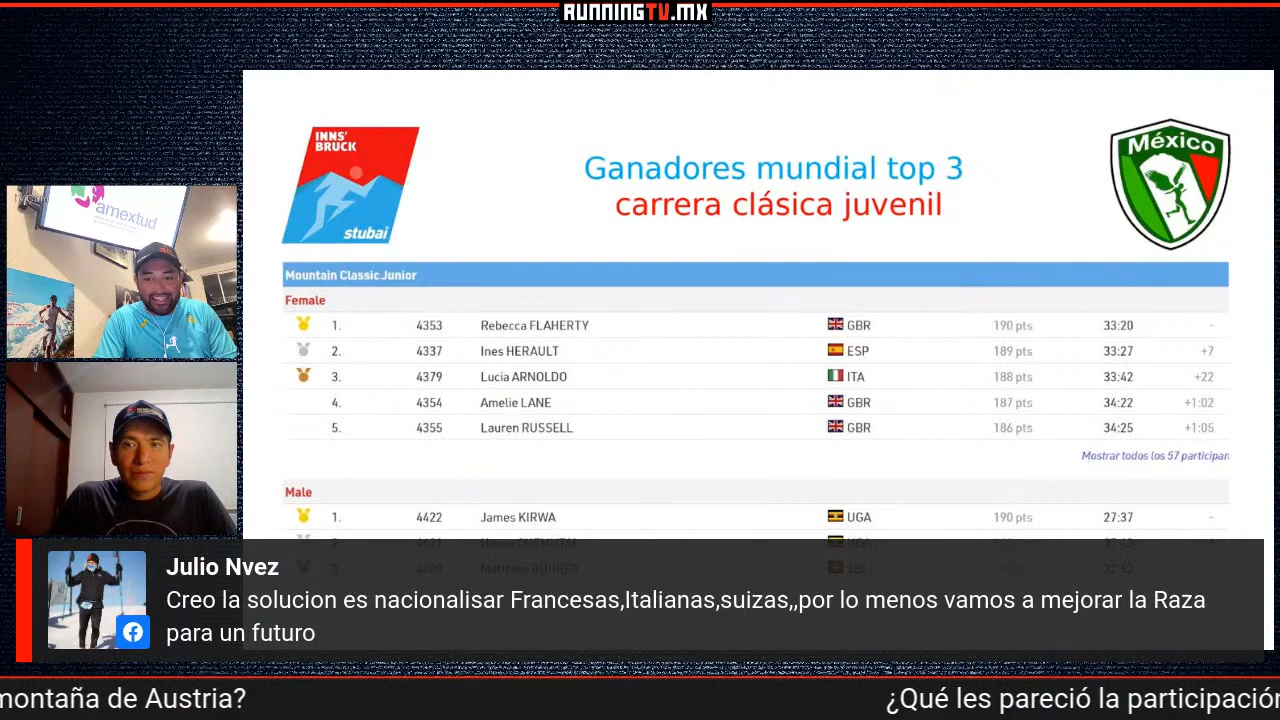 RUNNINGTV.MX
INNS'
BRUCK
stubai
Ganadores mundial top 3
carrera clásica juvenil
México
amextud
Mountain Classic Junior
Female
1. 4353 Rebecca FLAHERTY GBR 190 pts 33:20 -
2. 4337 Ines HERAULT ESP 189 pts 33:27 +7
3. 4379 Lucia ARNOLDO ITA 188 pts 33:42 +22
4. 4354 Amelie LANE GBR 187 pts 34:22 +1:02
5. 4355 Lauren RUSSELL GBR 186 pts 34:25 +1:05
Mostrar todos los 57 participan
Male
1. 4422 James KIRWA UGA 190 pts 27:37 -
Julio Nvez
Creo la solucion es nacionalisar Francesas,italianas,suizas,,por lo menos vamos a mejorar la Raza
para un futuro
montaña de Austria? ¿Qué les pareció la participación